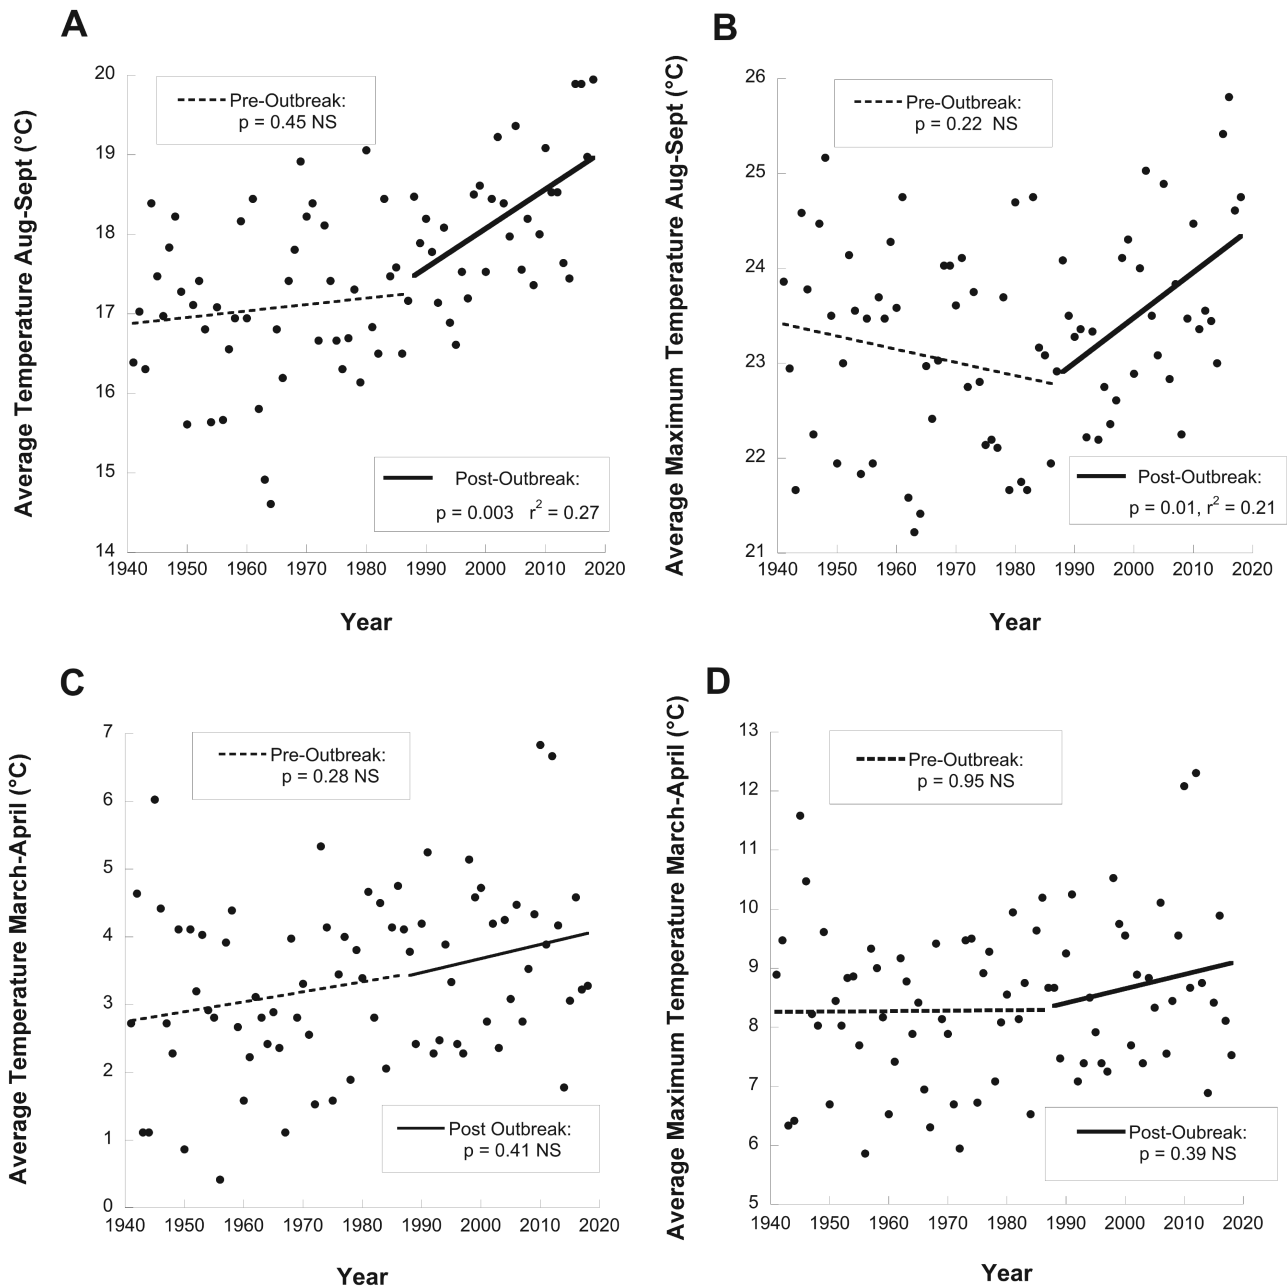 A
Average Temperature Aug-Sept (°C)
20
19
18
17
16
15
14
Pre-Outbreak:
p = 0.45 NS
Post-Outbreak:
p = 0.003 r² = 0.27
1940 1950 1960 1970 1980 1990 2000 2010 2020
Year
B
Average Maximum Temperature Aug-Sept (°C)
26
25
24
23
22
21
Pre-Outbreak:
p = 0.22 NS
Post-Outbreak:
p = 0.01, r² = 0.21
1940 1950 1960 1970 1980 1990 2000 2010 2020
Year
C
Average Temperature March-April (°C)
7
6
5
4
3
2
1
0
Pre-Outbreak:
p = 0.28 NS
Post Outbreak:
p = 0.41 NS
1940 1950 1960 1970 1980 1990 2000 2010 2020
Year
D
Average Maximum Temperature March-April (°C)
13
12
11
10
9
8
7
6
5
Pre-Outbreak:
p = 0.95 NS
Post-Oubreak:
p = 0.39 NS
1940 1950 1960 1970 1980 1990 2000 2010 2020
Year